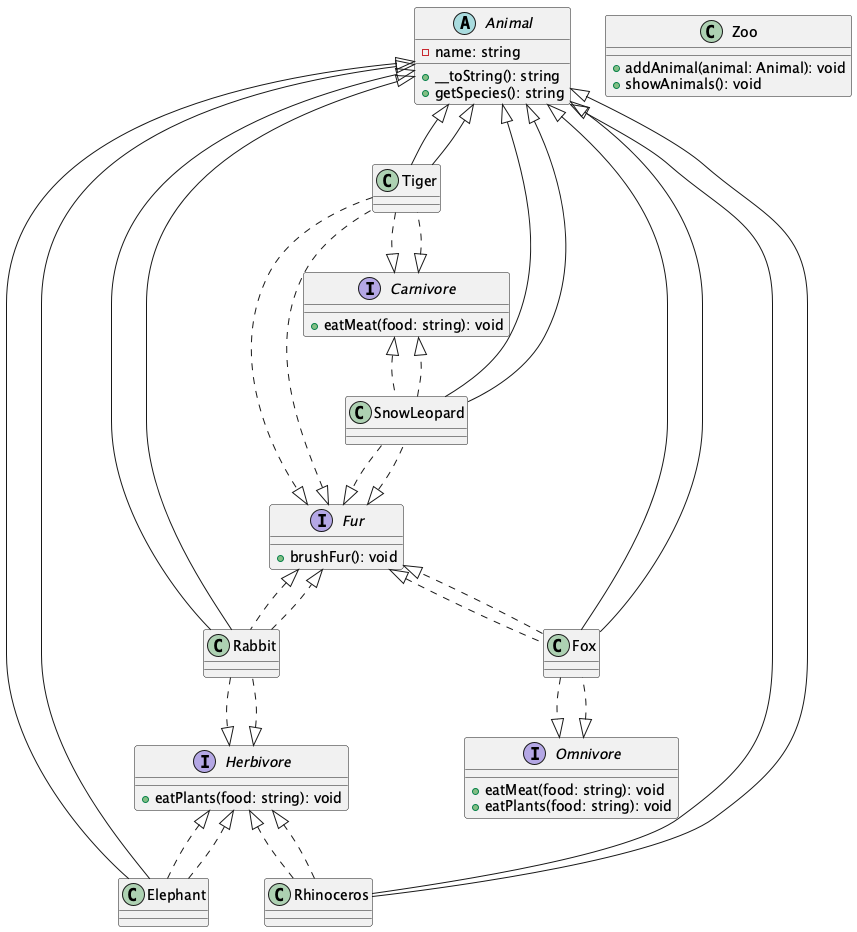 A Animal
name: string
__toString(): string
getSpecies(): string
C Zoo
addAnimal(animal: Animal): void
showAnimals(): void
C Tiger
I Carnivore
eatMeat(food: string): void
C SnowLeopard
I Fur
brushFur(): void
C Rabbit
C Fox
I Herbivore
eatPlants(food: string): void
I Omnivore
eatMeat(food: string): void
eatPlants(food: string): void
C Elephant
C Rhinoceros